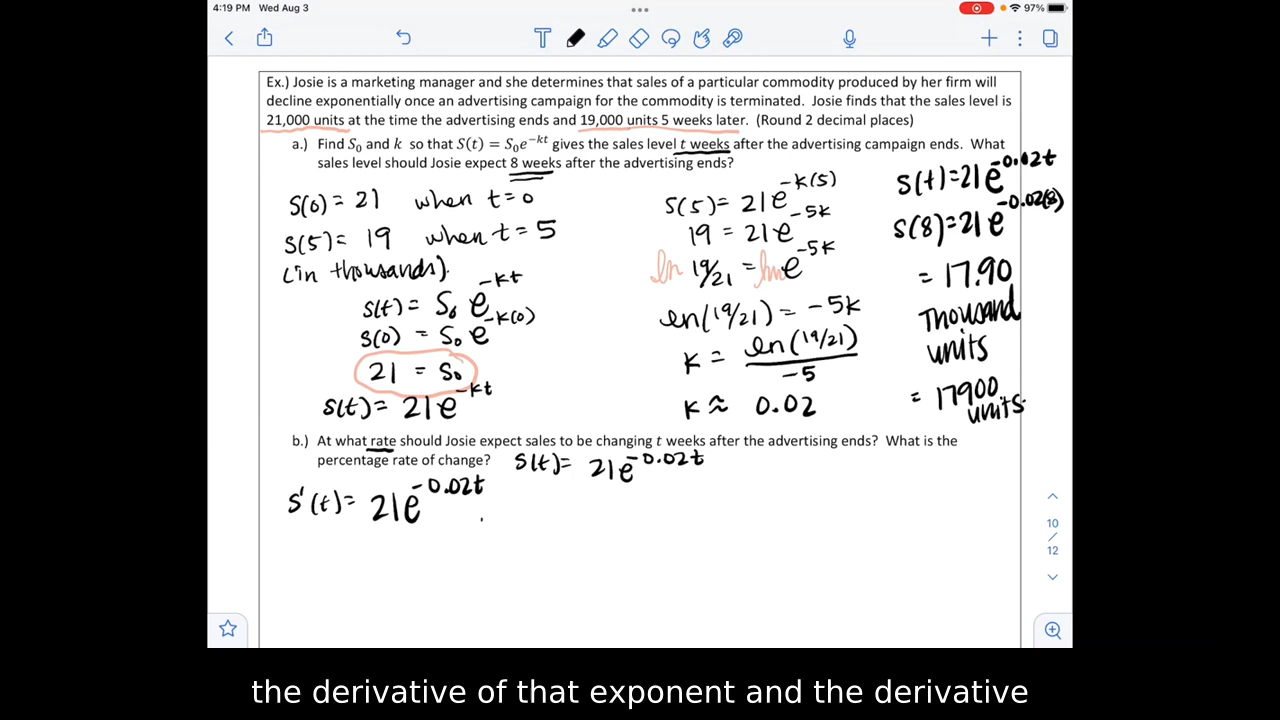 4:19 PM Wed Aug 3
97%
Ex.) Josie is a marketing manager and she determines that sales of a particular commodity produced by her firm will
decline exponentially once an advertising campaign for the commodity is terminated. Josie finds that the sales level is
21,000 units at the time the advertising ends and 19,000 units 5 weeks later. (Round 2 decimal places)
a.) Find S₀ and k so that S(t) = S₀e^{-kt} gives the sales level t weeks after the advertising campaign ends. What
sales level should Josie expect 8 weeks after the advertising ends?
S(0) = 21 when t=0
S(5) = 19 when t=5
(in thousands).
S(t) = S₀ e^{-kt}
S(0) = S₀ e^{-k(0)}
21 = S₀
S(t) = 21e^{-kt}
S(5) = 21e^{-k(5)}
19 = 21e^{-5k}
ln 19/21 = ln e^{-5k}
ln(19/21) = -5k
k = ln(19/21)
-5
k ≈ 0.02
S(t) = 21e^{-0.02t}
S(8) = 21e^{-0.02(8)}
= 17.90
Thousand
units
= 17900
units.
b.) At what rate should Josie expect sales to be changing t weeks after the advertising ends? What is the
percentage rate of change?
S(t) = 21e^{-0.02t}
S'(t) = 21e^{-0.02t} .
10
/
12
the derivative of that exponent and the derivative